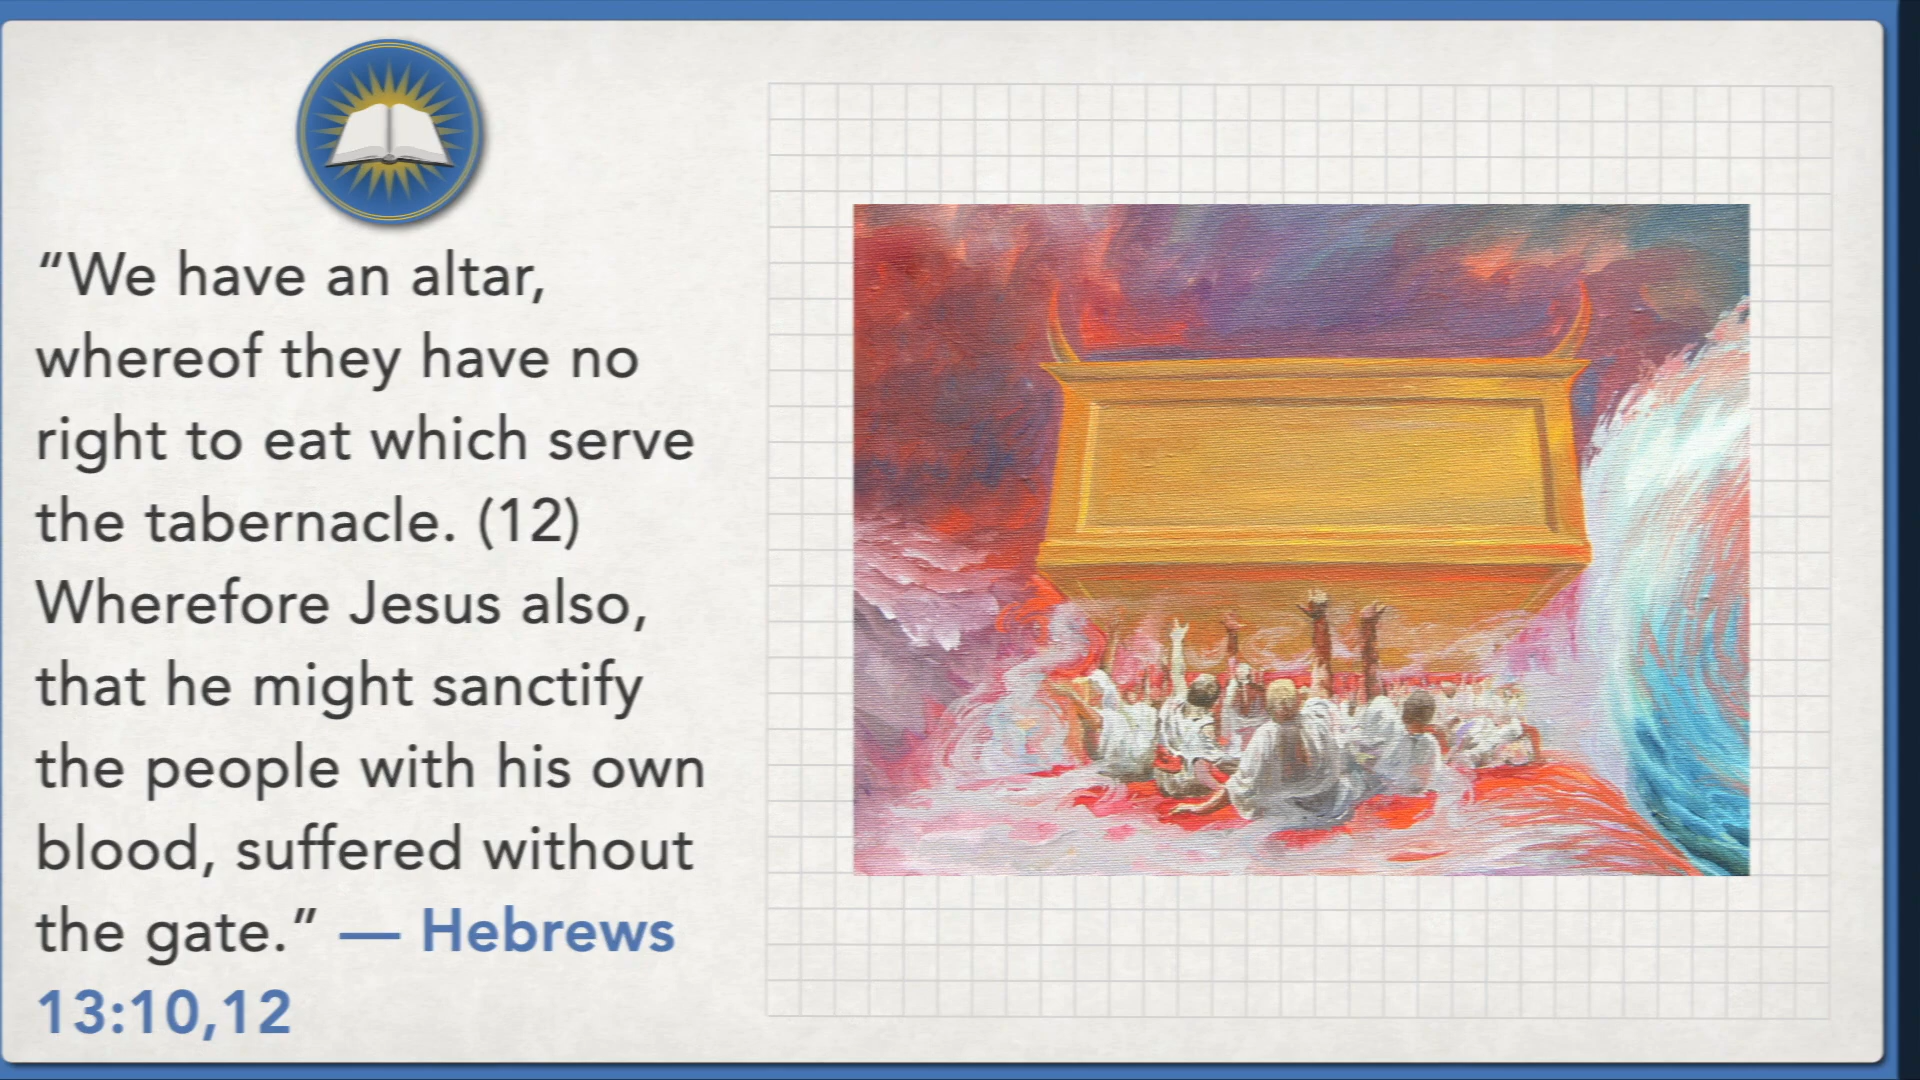 “We have an altar,
whereof they have no
right to eat which serve
the tabernacle. (12)
Wherefore Jesus also,
that he might sanctify
the people with his own
blood, suffered without
the gate.” — Hebrews
13:10,12